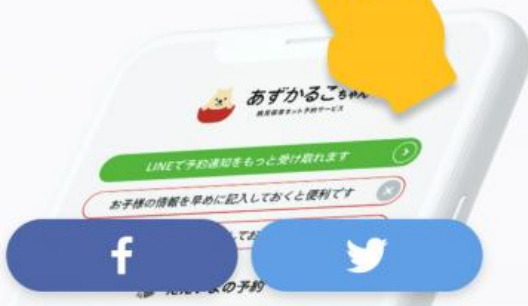 あずかるこちゃん
病児保育ネット予約サービス
LINEで予約通知をもっと受け取れます
お子様の情報を早めに記入しておくと便利です
てお
の予約